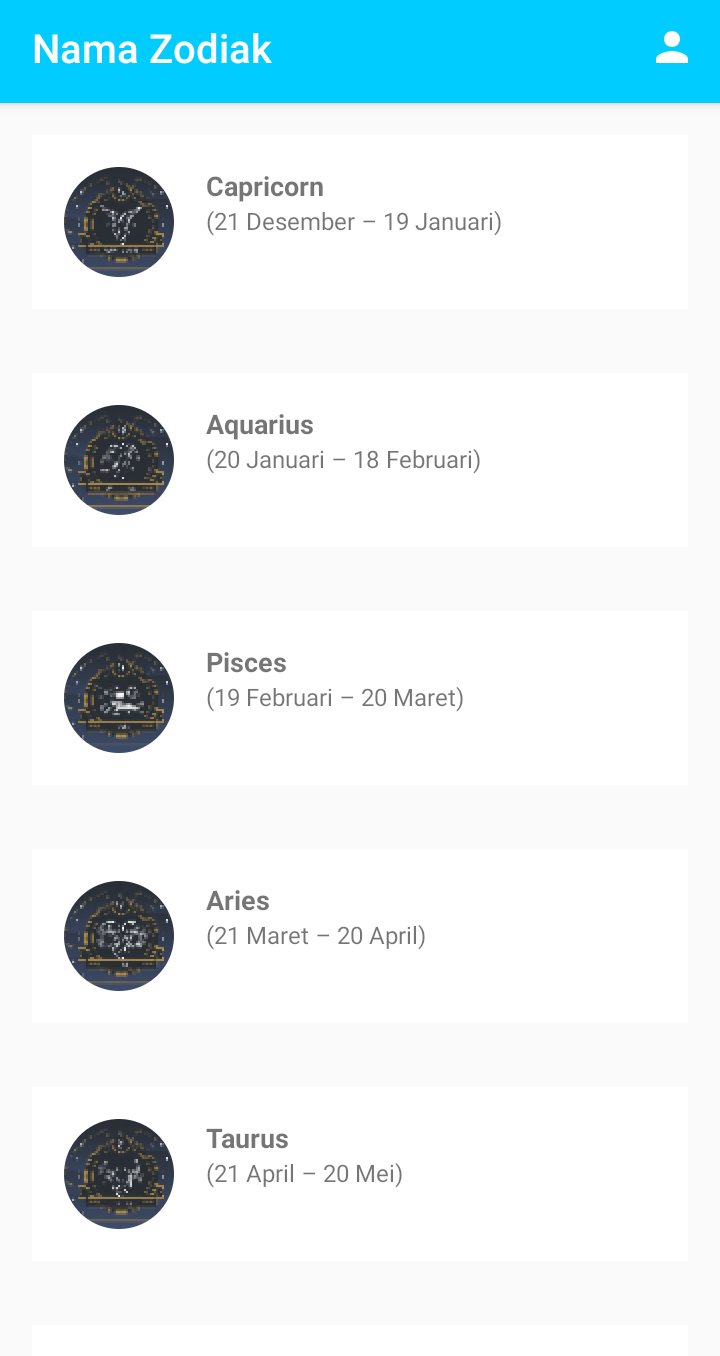 Nama Zodiak
Capricorn
(21 Desember – 19 Januari)
Aquarius
(20 Januari – 18 Februari)
Pisces
(19 Februari – 20 Maret)
Aries
(21 Maret – 20 April)
Taurus
(21 April – 20 Mei)